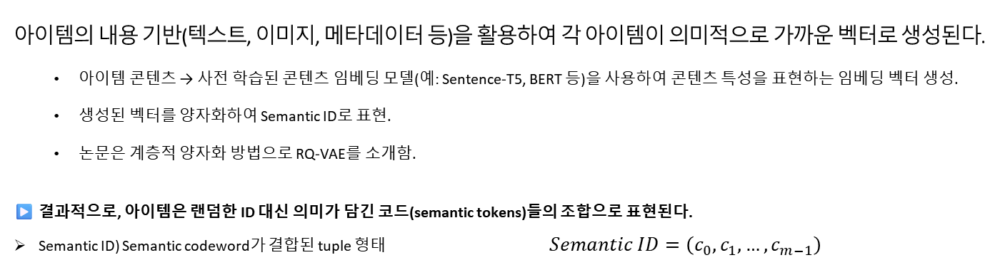 아이템의 내용 기반(텍스트, 이미지, 메타데이터 등)을 활용하여 각 아이템이 의미적으로 가까운 벡터로 생성된다.
• 아이템 콘텐츠 → 사전 학습된 콘텐츠 임베딩 모델(예: Sentence-T5, BERT 등)을 사용하여 콘텐츠 특성을 표현하는 임베딩 벡터 생성.
• 생성된 벡터를 양자화하여 Semantic ID로 표현.
• 논문은 계층적 양자화 방법으로 RQ-VAE를 소개함.
▶ 결과적으로, 아이템은 랜덤한 ID 대신 의미가 담긴 코드(semantic tokens)들의 조합으로 표현된다.
➢ Semantic ID) Semantic codeword가 결합된 tuple 형태
Semantic ID = (c₀, c₁, … , cₘ₋₁)